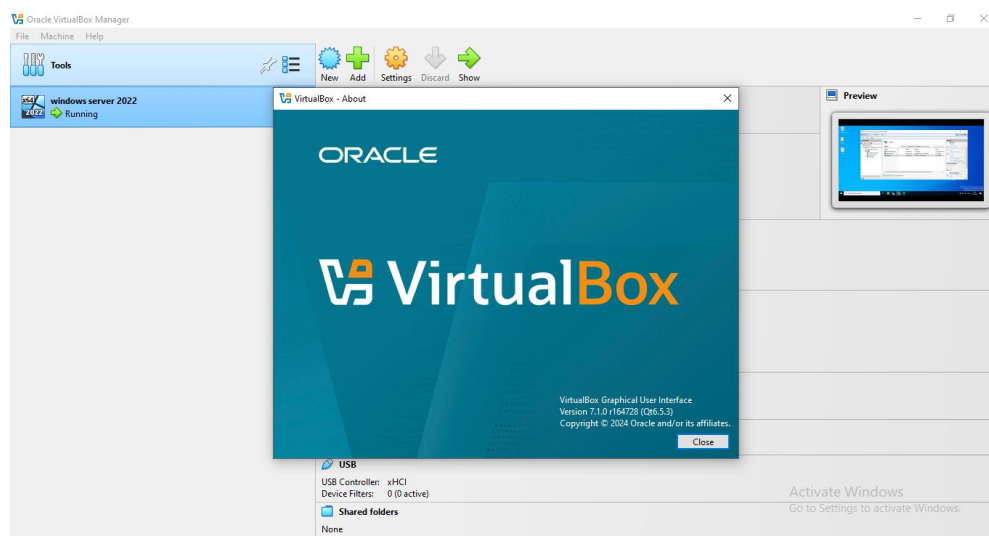 Oracle VirtualBox Manager
File Machine Help
Tools
New Add Settings Discard Show
windows server 2022
Running
x64
2022
VirtualBox - About
Preview
ORACLE
VirtualBox
VirtualBox Graphical User Interface
Version 7.1.0 r164728 (Qt6.5.3)
Copyright © 2024 Oracle and/or its affiliates.
Close
USB
USB Controller: xHCI
Device Filters: 0 (0 active)
Shared folders
None
Activate Windows
Go to Settings to activate Windows.